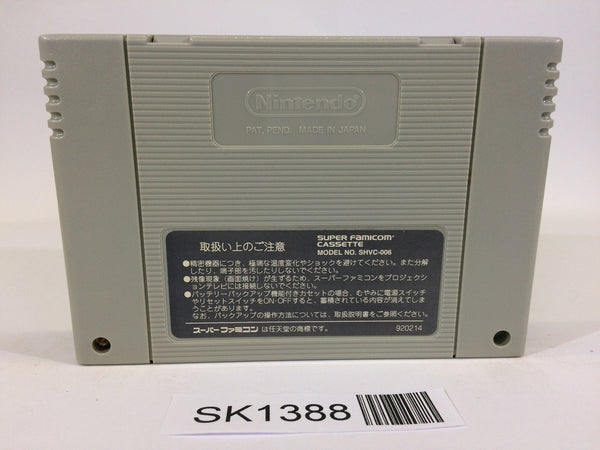 Nintendo
PAT. PEND. MADE IN JAPAN
取扱い上のご注意
SUPER FAMICOM
CASSETTE
MODEL NO. SHVC-006
●精密機器につき、極端な温度変化やショックを避けてください。また分解
したり、端子部を汚したりしないでください。
●残像現象（画面焼け）が生ずるため、スーパーファミコンをプロジェクシ
ョンテレビには接続しないでください。
●バッテリーバックアップ機能付きカセットの場合、むやみに電源スイッチ
やリセットスイッチをON・OFFすると、蓄積されている内容が消えてしま
うことがあります。
なお、バックアップの操作方法については、取扱説明書をご参照ください。
スーパーファミコン は任天堂の商標です。 920214
SK1388